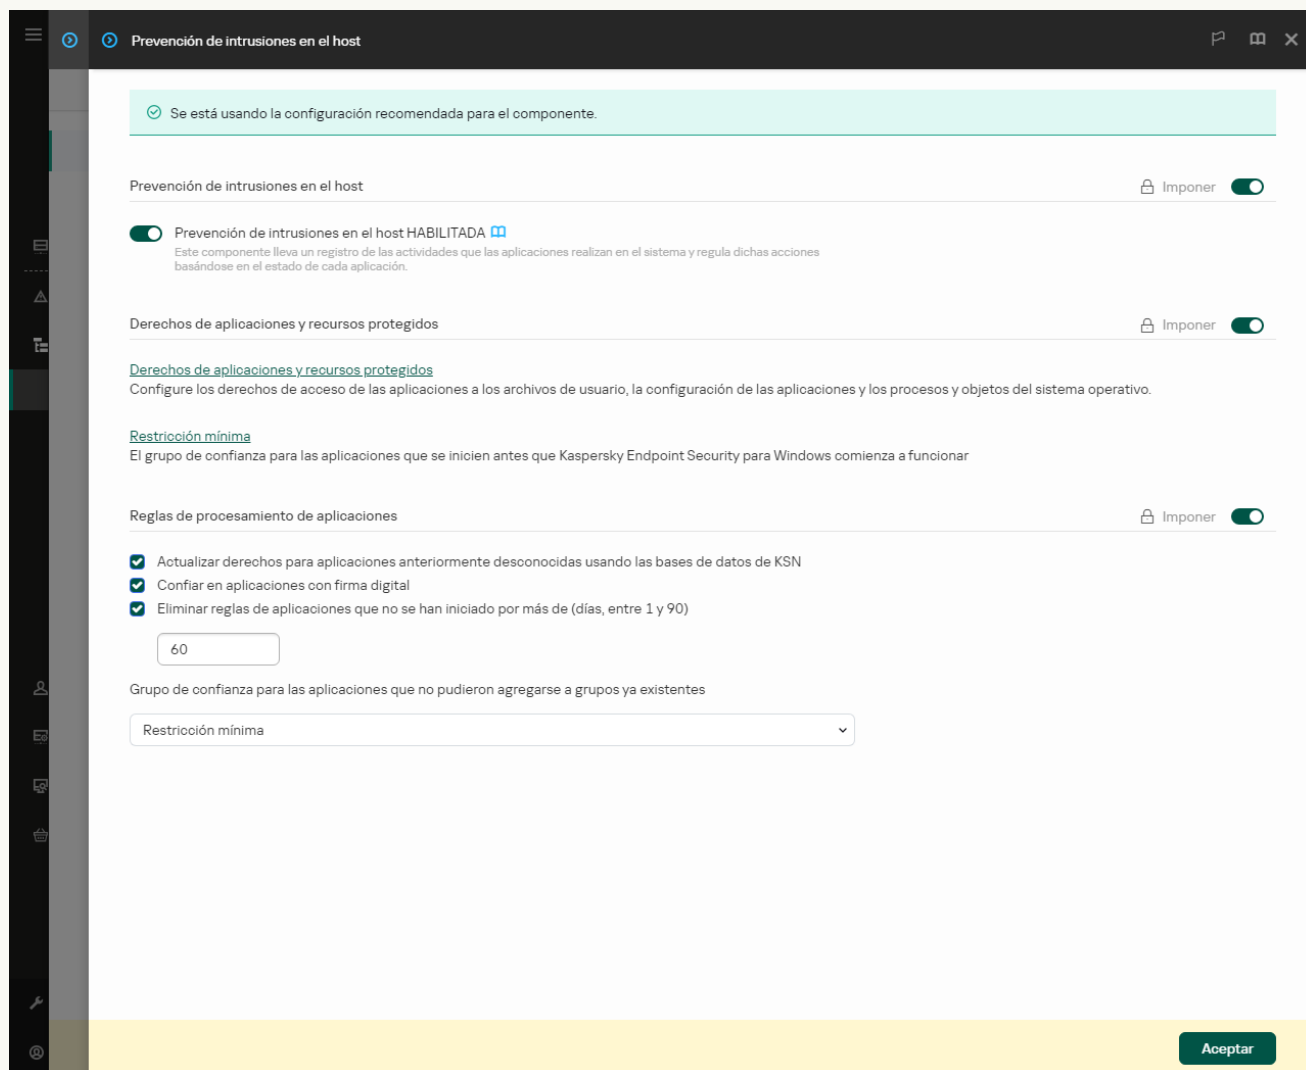 Prevención de intrusiones en el host
Se está usando la configuración recomendada para el componente.
Prevención de intrusiones en el host
Imponer
Prevención de intrusiones en el host HABILITADA
Este componente lleva un registro de las actividades que las aplicaciones realizan en el sistema y regula dichas acciones
basándose en el estado de cada aplicación.
Derechos de aplicaciones y recursos protegidos
Imponer
Derechos de aplicaciones y recursos protegidos
Configure los derechos de acceso de las aplicaciones a los archivos de usuario, la configuración de las aplicaciones y los procesos y objetos del sistema operativo.
Restricción mínima
El grupo de confianza para las aplicaciones que se inicien antes que Kaspersky Endpoint Security para Windows comienza a funcionar
Reglas de procesamiento de aplicaciones
Imponer
Actualizar derechos para aplicaciones anteriormente desconocidas usando las bases de datos de KSN
Confiar en aplicaciones con firma digital
Eliminar reglas de aplicaciones que no se han iniciado por más de (días, entre 1 y 90)
60
Grupo de confianza para las aplicaciones que no pudieron agregarse a grupos ya existentes
Restricción mínima
Aceptar